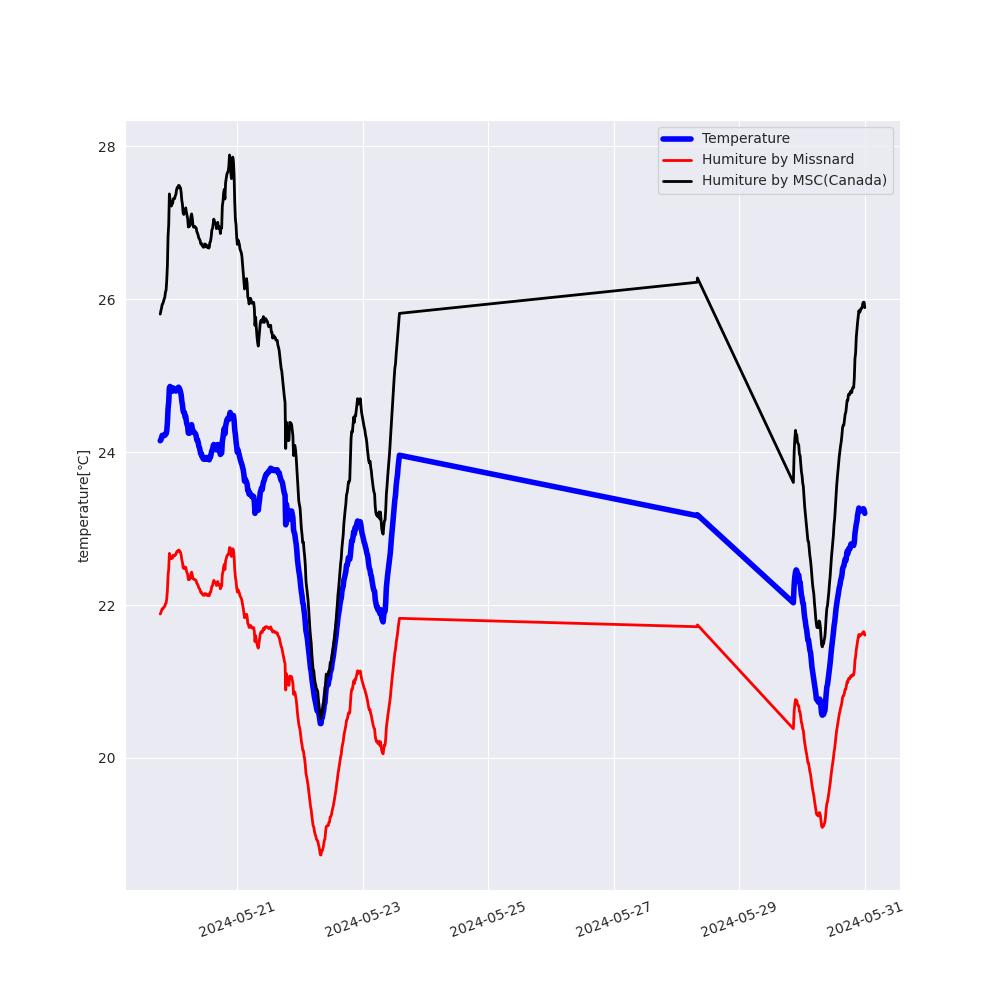 Temperature
Humiture by Missnard
Humiture by MSC(Canada)
28
26
24
22
20
temperature[℃]
2024-05-21
2024-05-23
2024-05-25
2024-05-27
2024-05-29
2024-05-31